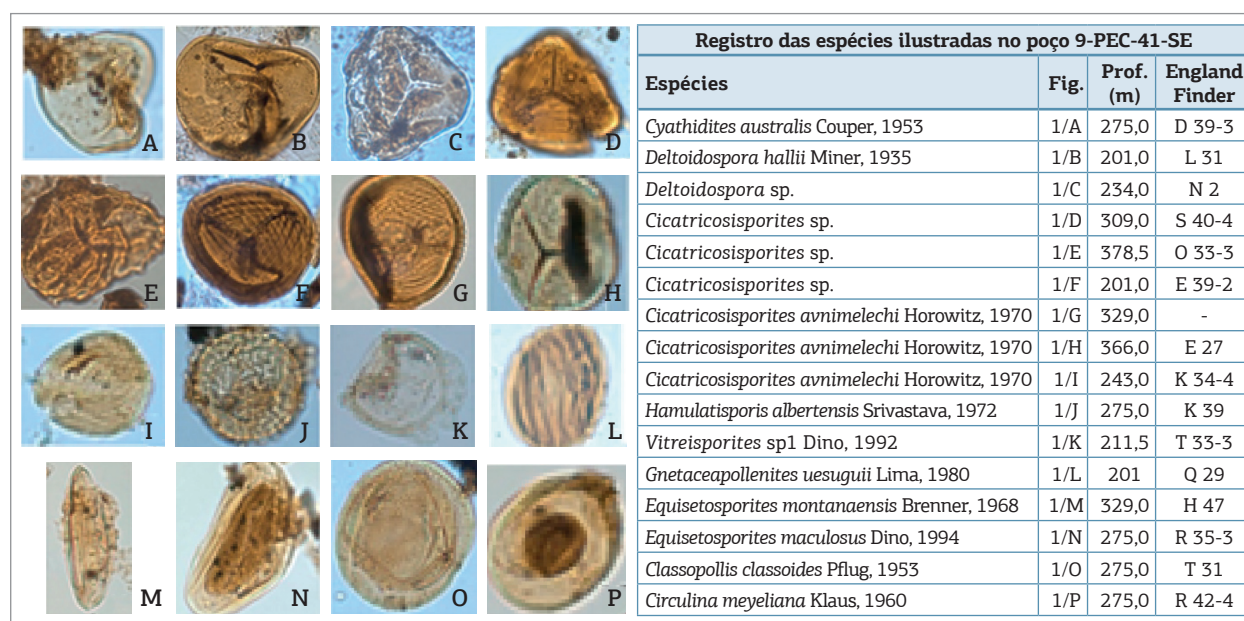 A B C D
E F G H
I J K L
M N O P
Registro das espécies ilustradas no poço 9-PEC-41-SE
Espécies Fig. Prof. (m) England Finder
Cyathidites australis Couper, 1953 1/A 275,0 D 39-3
Deltoidospora hallii Miner, 1935 1/B 201,0 L 31
Deltoidospora sp. 1/C 234,0 N 2
Cicatricosisporites sp. 1/D 309,0 S 40-4
Cicatricosisporites sp. 1/E 378,5 O 33-3
Cicatricosisporites sp. 1/F 201,0 E 39-2
Cicatricosisporites avnimelechi Horowitz, 1970 1/G 329,0 -
Cicatricosisporites avnimelechi Horowitz, 1970 1/H 366,0 E 27
Cicatricosisporites avnimelechi Horowitz, 1970 1/I 243,0 K 34-4
Hamulatisporis albertensis Srivastava, 1972 1/J 275,0 K 39
Vitreisporites sp1 Dino, 1992 1/K 211,5 T 33-3
Gnetaceapollenites uesuguii Lima, 1980 1/L 201 Q 29
Equisetosporites montanaensis Brenner, 1968 1/M 329,0 H 47
Equisetosporites maculosus Dino, 1994 1/N 275,0 R 35-3
Classopollis classoides Pflug, 1953 1/O 275,0 T 31
Circulina meyeliana Klaus, 1960 1/P 275,0 R 42-4